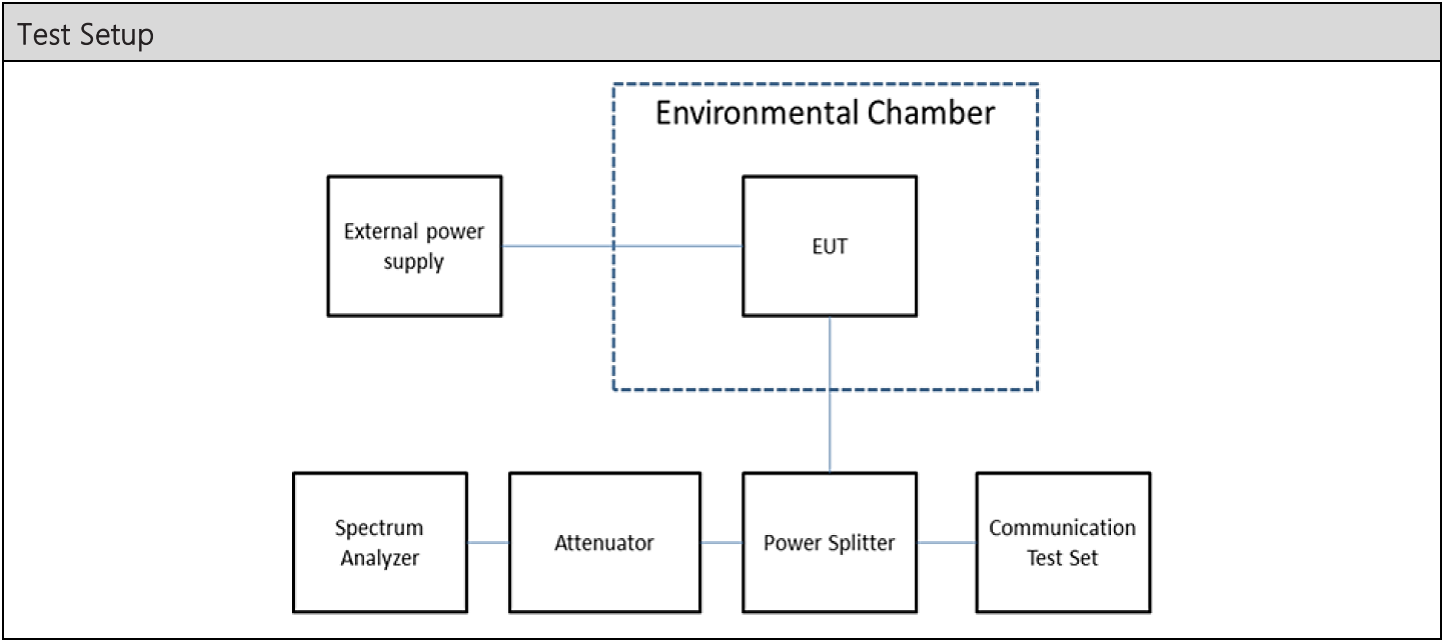 Test Setup
Environmental Chamber
External power
supply
EUT
Spectrum
Analyzer
Attenuator
Power Splitter
Communication
Test Set